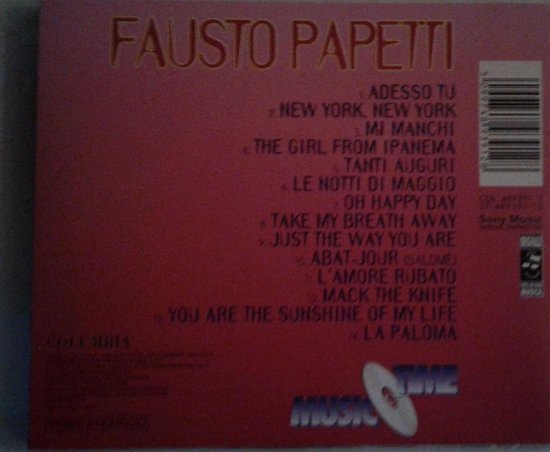 FAUSTO PAPETTI
1. ADESSO TU
2. NEW YORK, NEW YORK
3. MI MANCHI
4. THE GIRL FROM IPANEMA
5. TANTI AUGURI
6. LE NOTTI DI MAGGIO
7. OH HAPPY DAY
8. TAKE MY BREATH AWAY
9. JUST THE WAY YOU ARE
10. ABAT-JOUR (SALOME)
11. L'AMORE RUBATO
12. MACK THE KNIFE
13. YOU ARE THE SUNSHINE OF MY LIFE
14. LA PALOMA
Sony Music
COLUMBIA
MUSIC TIME